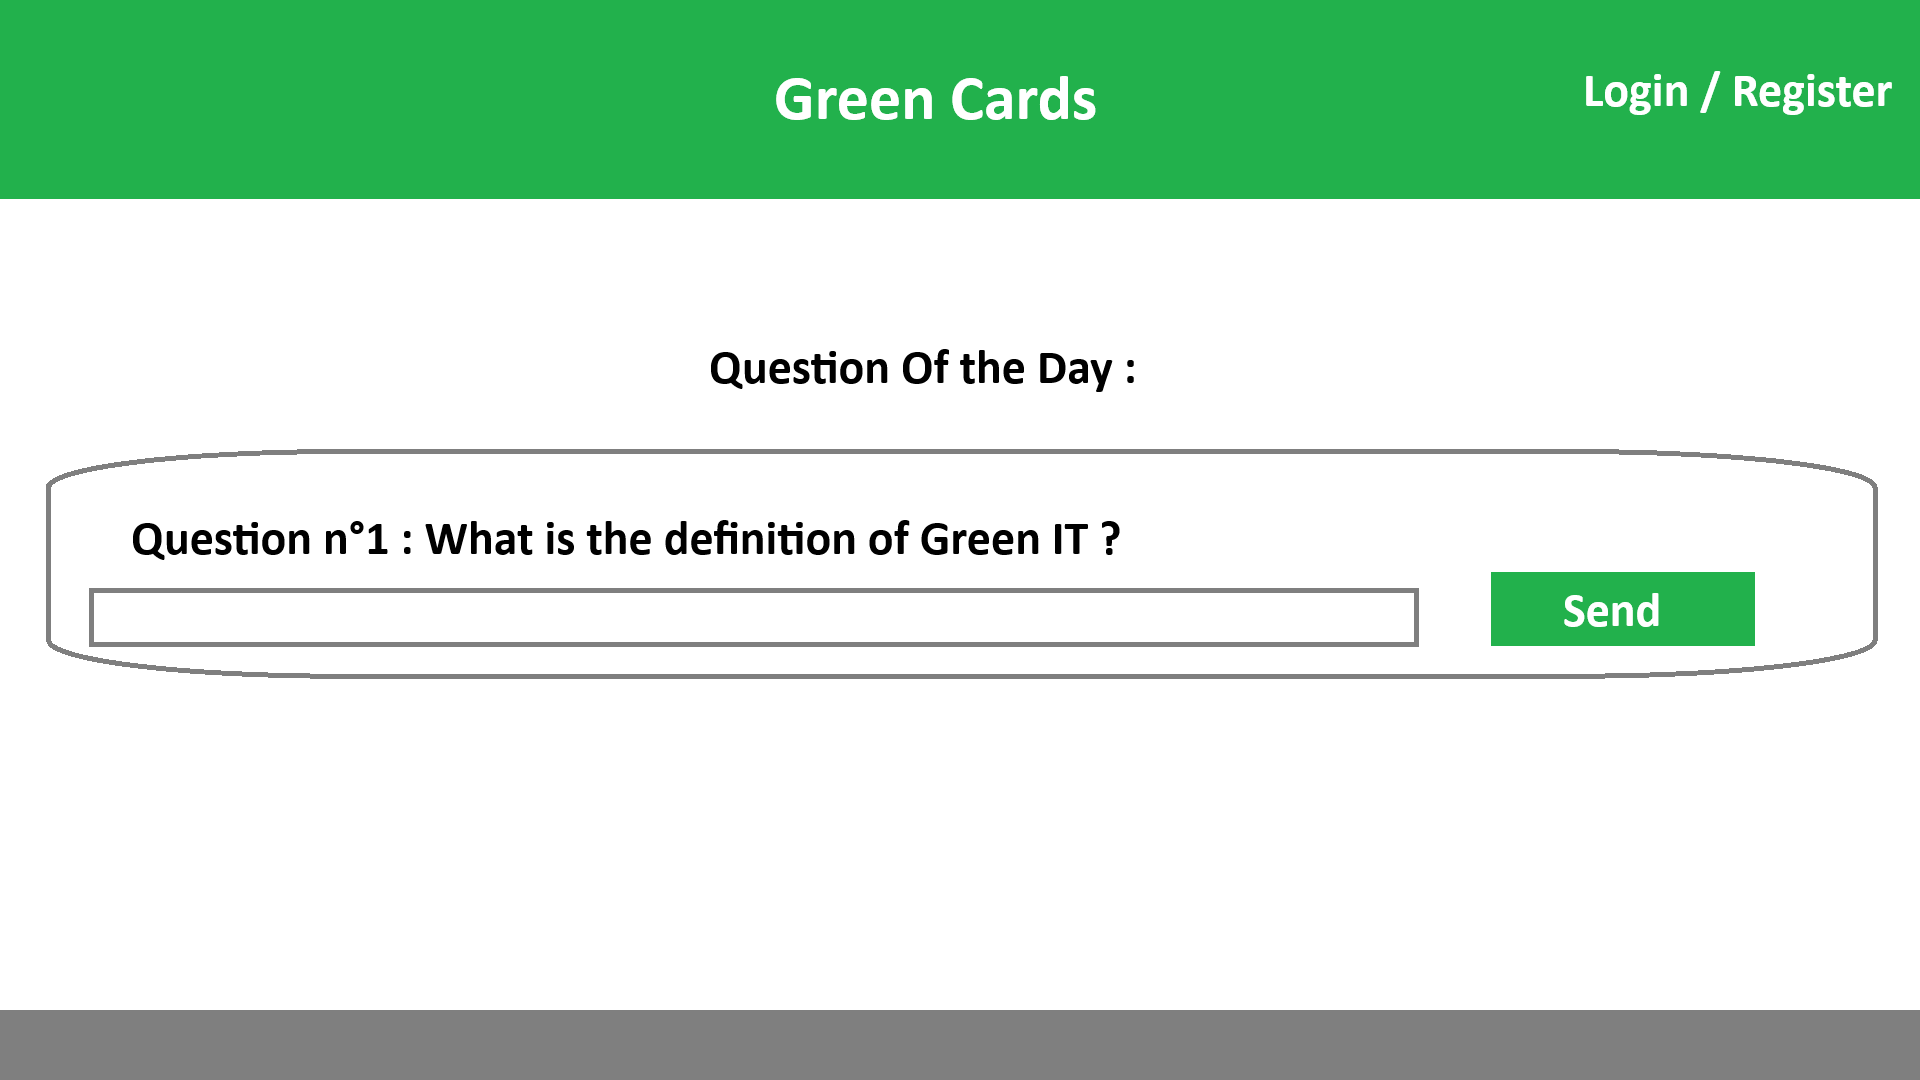 Green Cards
Login / Register
Question Of the Day :
Question n°1 : What is the definition of Green IT ?
Send